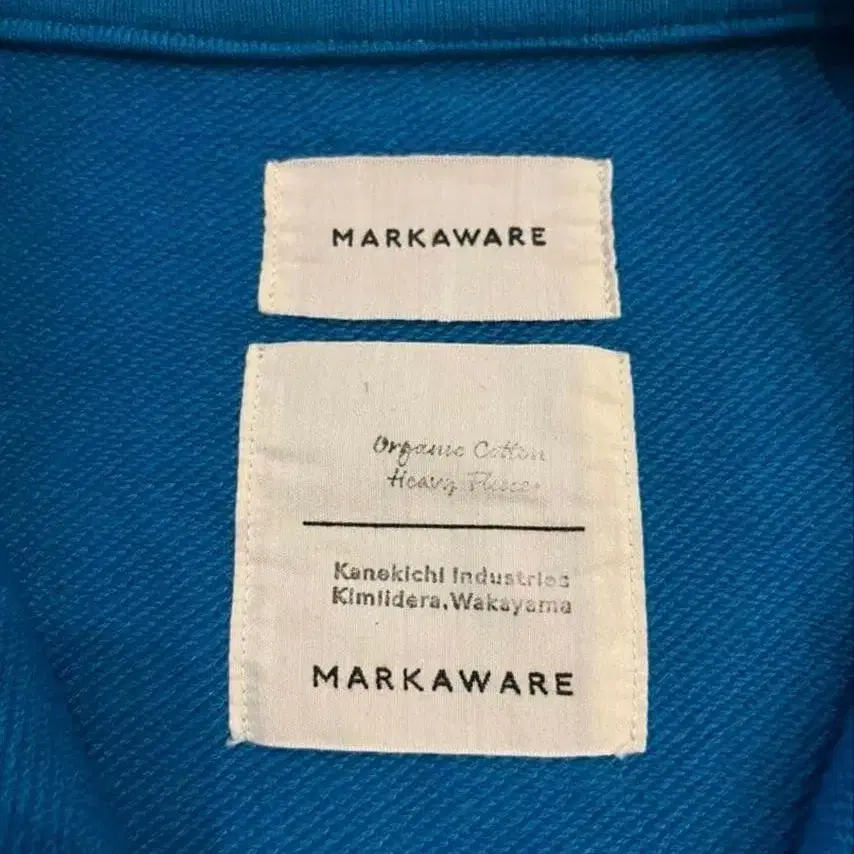 MARKAWARE
Organic Cotton
Heavy Fleece
Kanekichi Industries
Kimiidera,Wakayama
MARKAWARE